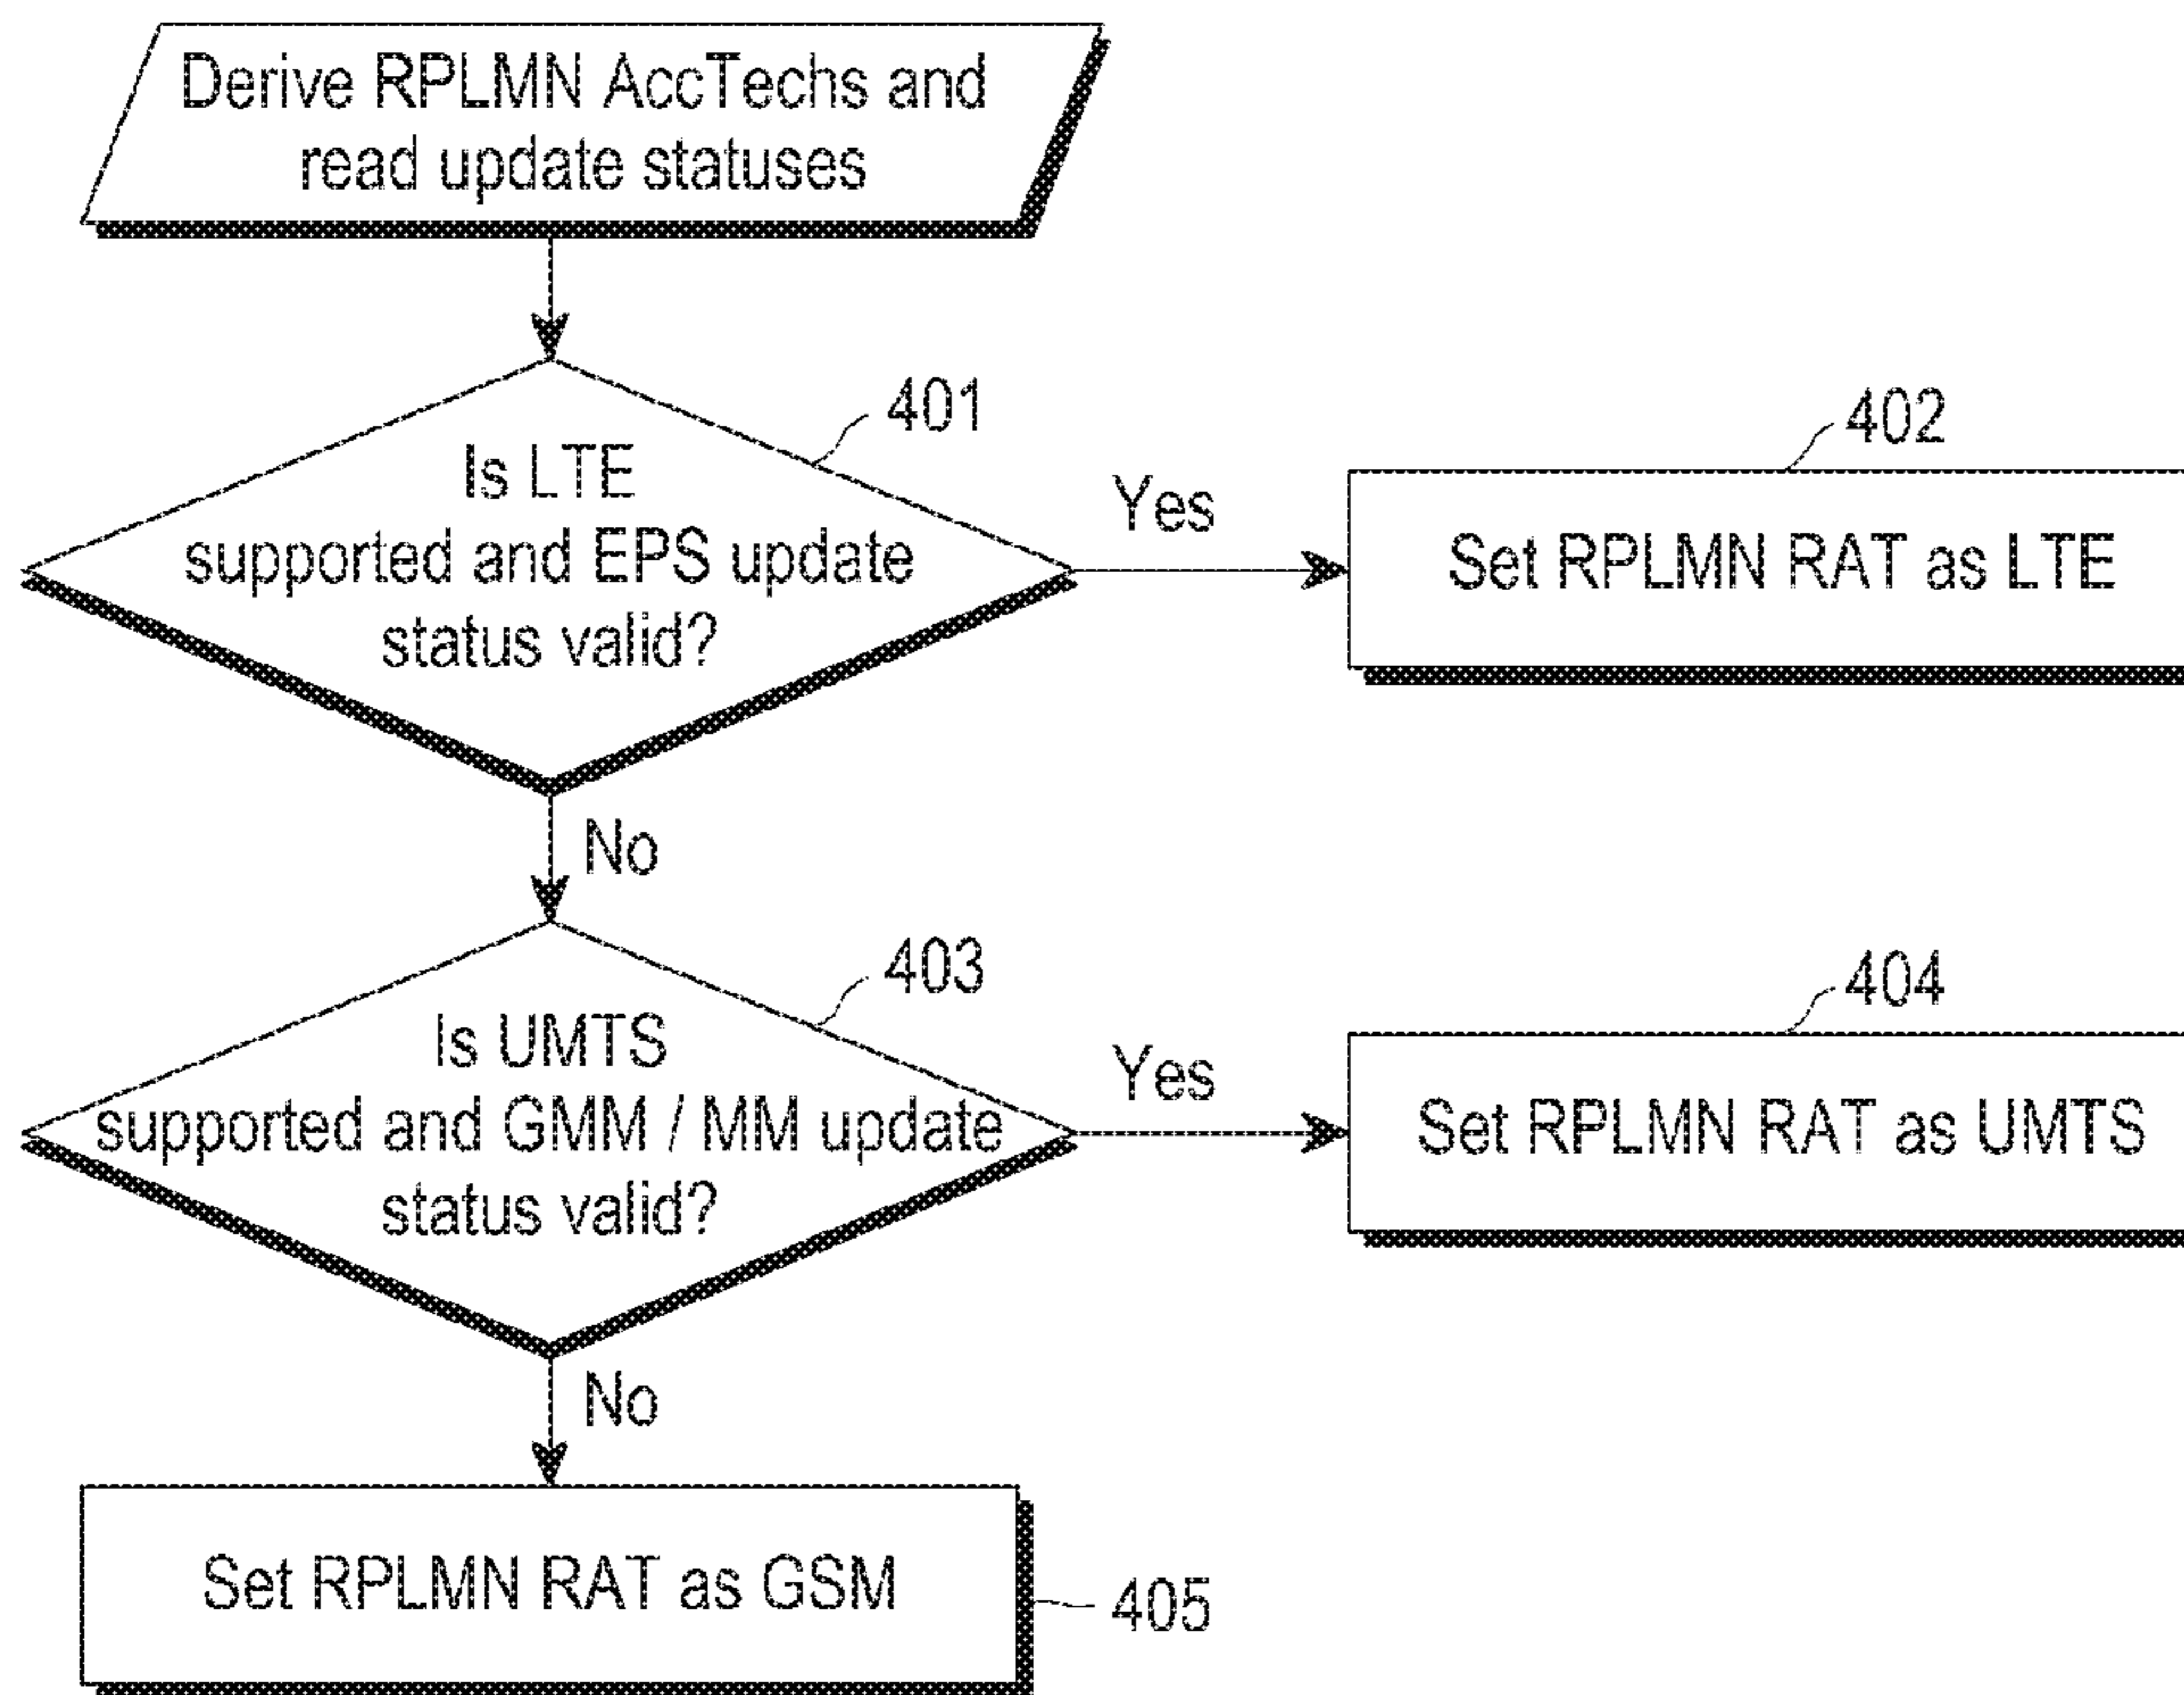 Derive RPLMN AccTechs and
read update statuses
401
Is LTE
supported and EPS update
status valid?
Yes
402
Set RPLMN RAT as LTE
No
403
Is UMTS
supported and GMM / MM update
status valid?
Yes
404
Set RPLMN RAT as UMTS
No
Set RPLMN RAT as GSM
405